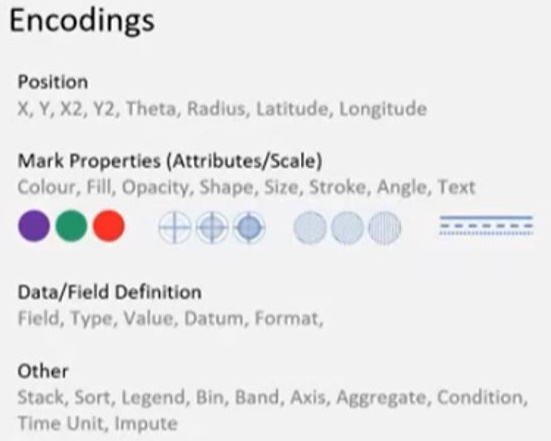 Encodings
Position
X, Y, X2, Y2, Theta, Radius, Latitude, Longitude
Mark Properties (Attributes/Scale)
Colour, Fill, Opacity, Shape, Size, Stroke, Angle, Text
Data/Field Definition
Field, Type, Value, Datum, Format,
Other
Stack, Sort, Legend, Bin, Band, Axis, Aggregate, Condition,
Time Unit, Impute